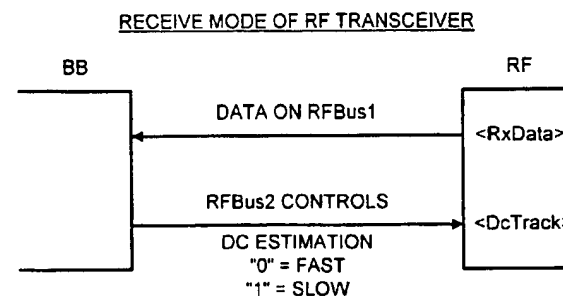 RECEIVE MODE OF RF TRANSCEIVER
BB
RF
DATA ON RFBus1
<RxData>
RFBus2 CONTROLS
<DcTrack>
DC ESTIMATION
"0" = FAST
"1" = SLOW